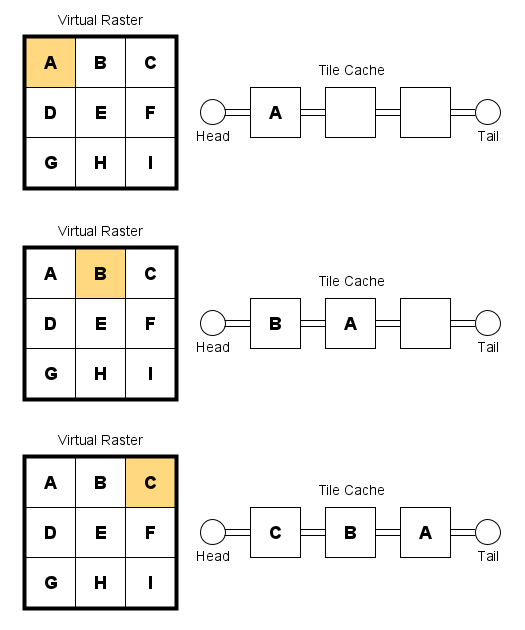 Virtual Raster
A B C
D E F
G H I
Tile Cache
A
Head Tail
Virtual Raster
A B C
D E F
G H I
Tile Cache
B A
Head Tail
Virtual Raster
A B C
D E F
G H I
Tile Cache
C B A
Head Tail